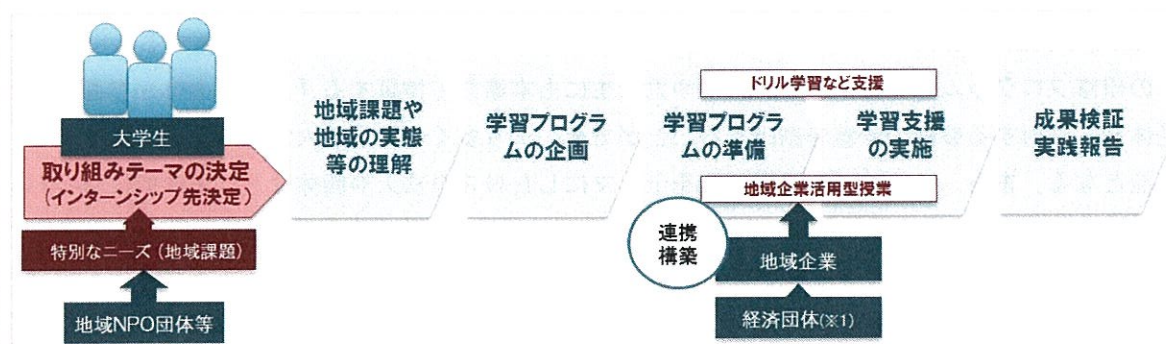 大学生
取り組みテーマの決定
(インターンシップ先決定)
特別なニーズ(地域課題)
地域NPO団体等
地域課題や
地域の実態
等の理解
学習プログラ
ムの企画
ドリル学習など支援
学習プログラ
ムの準備
学習支援
の実施
地域企業活用型授業
連携
構築
地域企業
経済団体(※1)
成果検証
実践報告